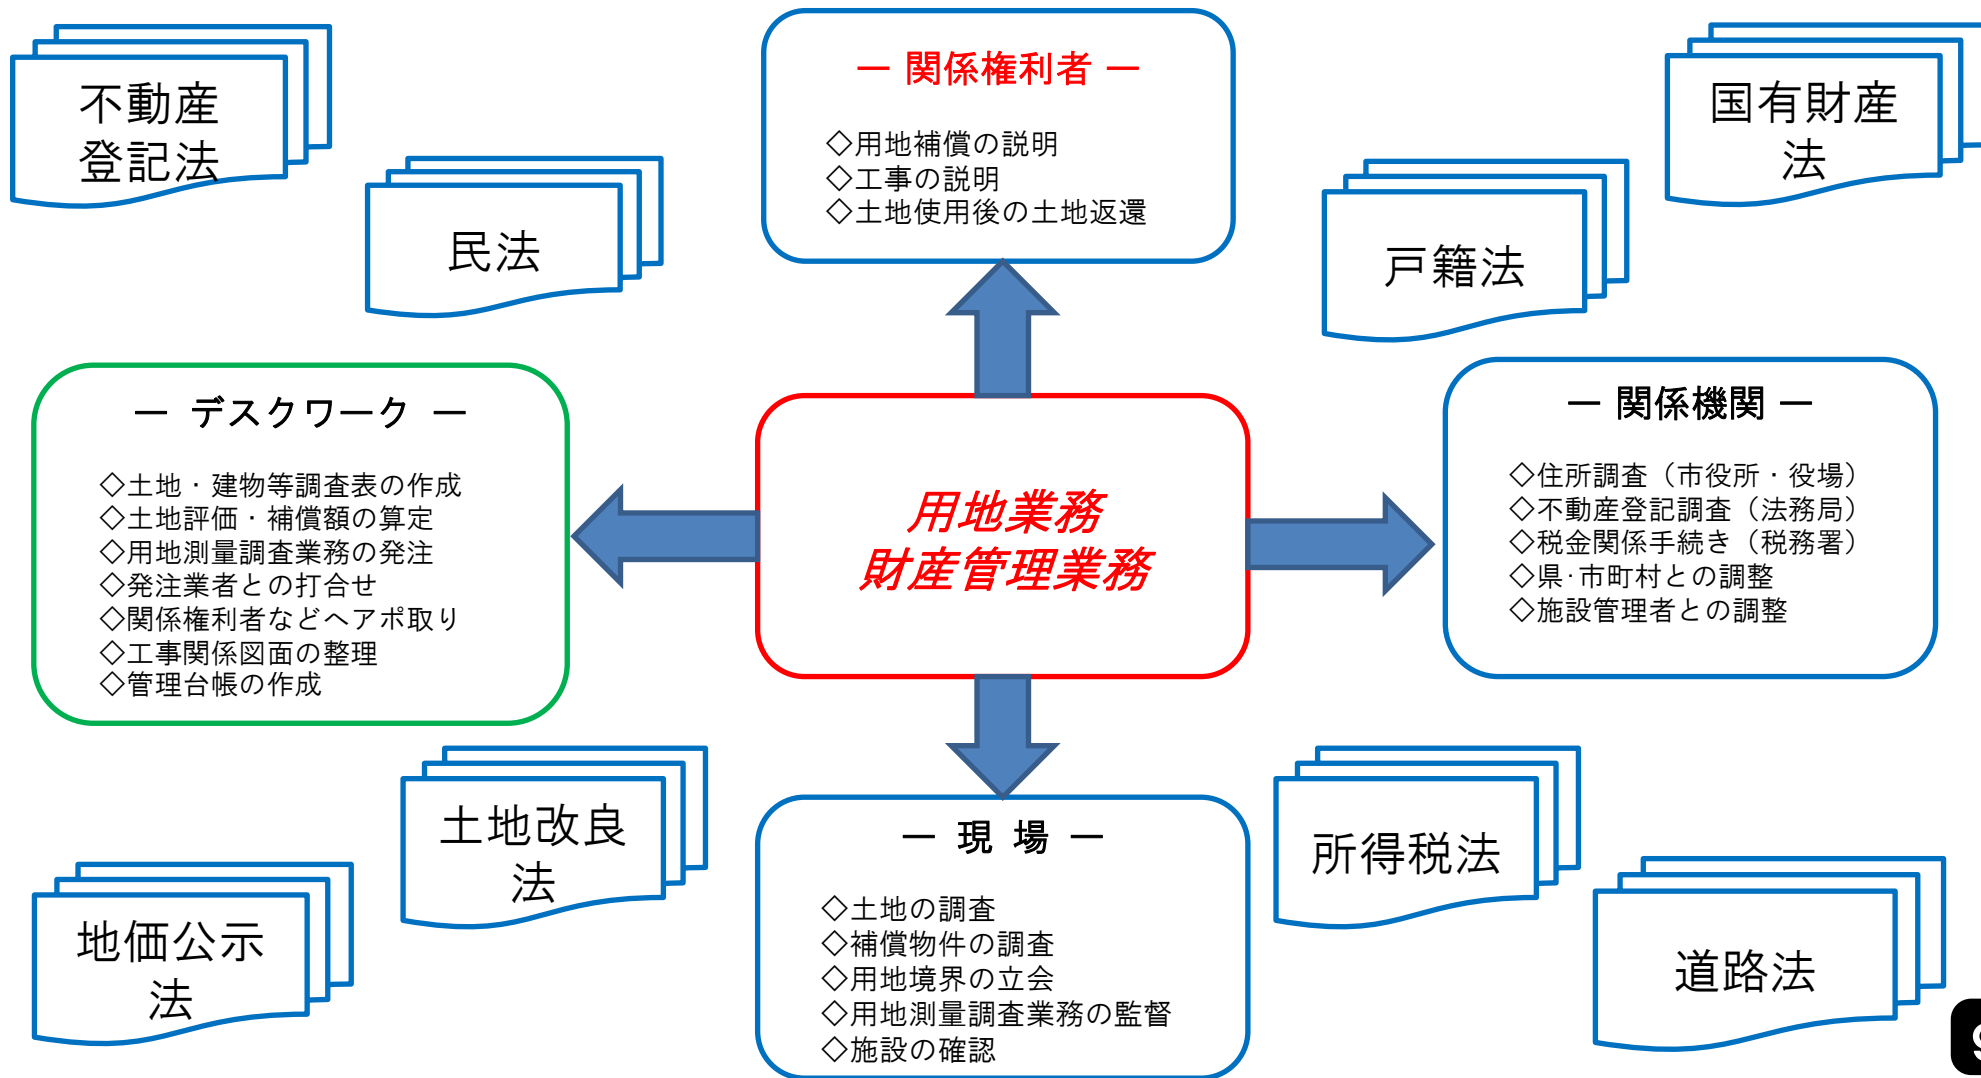 不動産
登記法
民法
― 関係権利者 ―
◇用地補償の説明
◇工事の説明
◇土地使用後の土地返還
戸籍法
国有財産
法
― デスクワーク ―
◇土地・建物等調査表の作成
◇土地評価・補償額の算定
◇用地測量調査業務の発注
◇発注業者との打合せ
◇関係権利者などへアポ取り
◇工事関係図面の整理
◇管理台帳の作成
用地業務
財産管理業務
― 関係機関 ―
◇住所調査（市役所・役場）
◇不動産登記調査（法務局）
◇税金関係手続き（税務署）
◇県･市町村との調整
◇施設管理者との調整
地価公示
法
土地改良
法
― 現 場 ―
◇土地の調査
◇補償物件の調査
◇用地境界の立会
◇用地測量調査業務の監督
◇施設の確認
所得税法
道路法